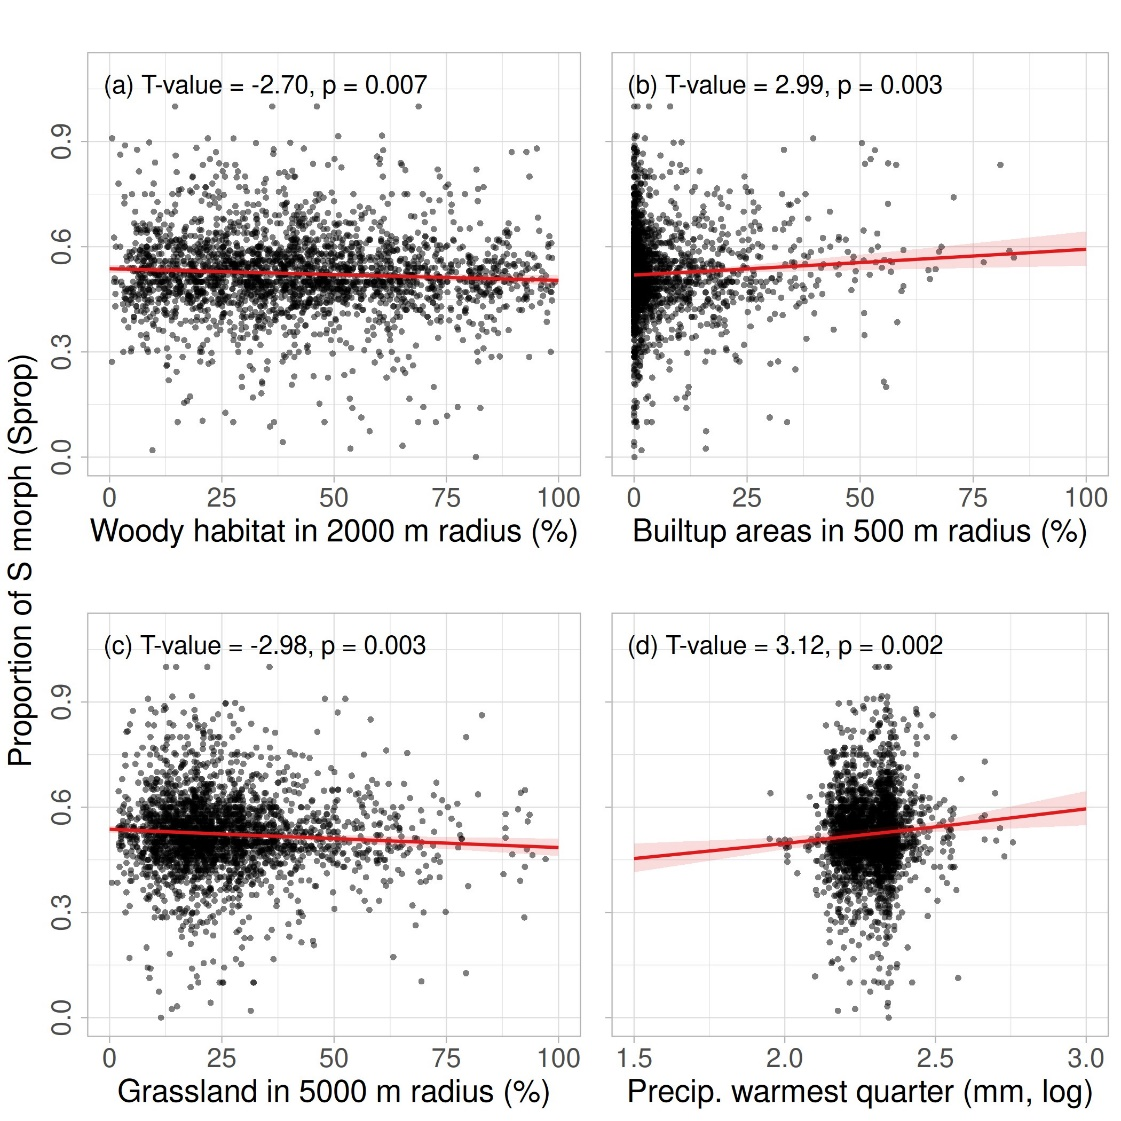 Proportion of S morph (Sprop)
(a) T-value = -2.70, p = 0.007
0.9
0.6
0.3
0.0
0 25 50 75 100
Woody habitat in 2000 m radius (%)
(b) T-value = 2.99, p = 0.003
0 25 50 75 100
Builtup areas in 500 m radius (%)
(c) T-value = -2.98, p = 0.003
0.9
0.6
0.3
0.0
0 25 50 75 100
Grassland in 5000 m radius (%)
(d) T-value = 3.12, p = 0.002
1.5 2.0 2.5 3.0
Precip. warmest quarter (mm, log)